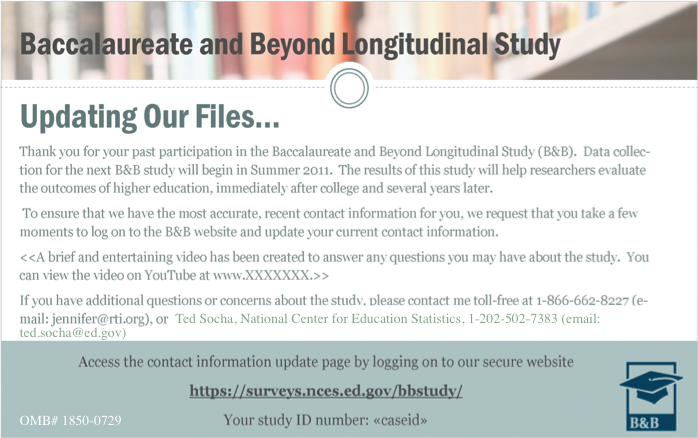 Baccalaureate and Beyond Longitudinal Study
Updating Our Files...
Thank you for your past participation in the Baccalaureate and Beyond Longitudinal Study (B&B).  Data collec-
tion for the next B&B study will begin in Summer 2011.  The results of this study will help researchers evaluate
the outcomes of higher education, immediately after college and several years later.
To ensure that we have the most accurate, recent contact information for you, we request that you take a few
moments to log on to the B&B website and update your current contact information.
<<A brief and entertaining video has been created to answer any questions you may have about the study.  You
can view the video on YouTube at www.XXXXXXX.>>
If you have additional questions or concerns about the study, please contact me toll-free at 1-866-662-8227 (e-
mail: jennifer@rti.org), or  Ted Socha, National Center for Education Statistics, 1-202-502-7383 (email:
ted.socha@ed.gov)
Access the contact information update page by logging on to our secure website
https://surveys.nces.ed.gov/bbstudy/
OMB# 1850-0729
Your study ID number: «caseid»
B&B